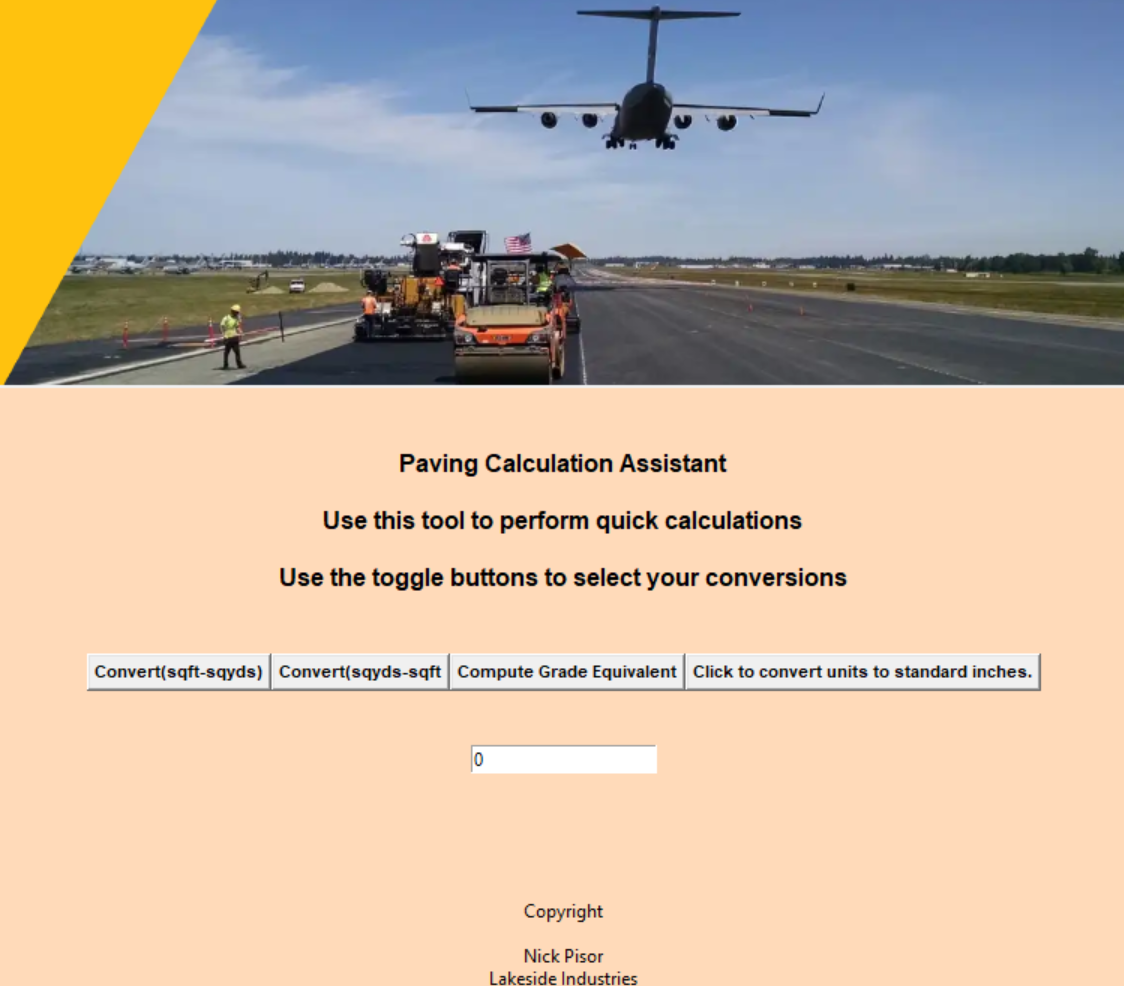 Paving Calculation Assistant
Use this tool to perform quick calculations
Use the toggle buttons to select your conversions
Convert(sqft-sqyds)
Convert(sqyds-sqft
Compute Grade Equivalent
Click to convert units to standard inches.
0
Copyright
Nick Pisor
Lakeside Industries